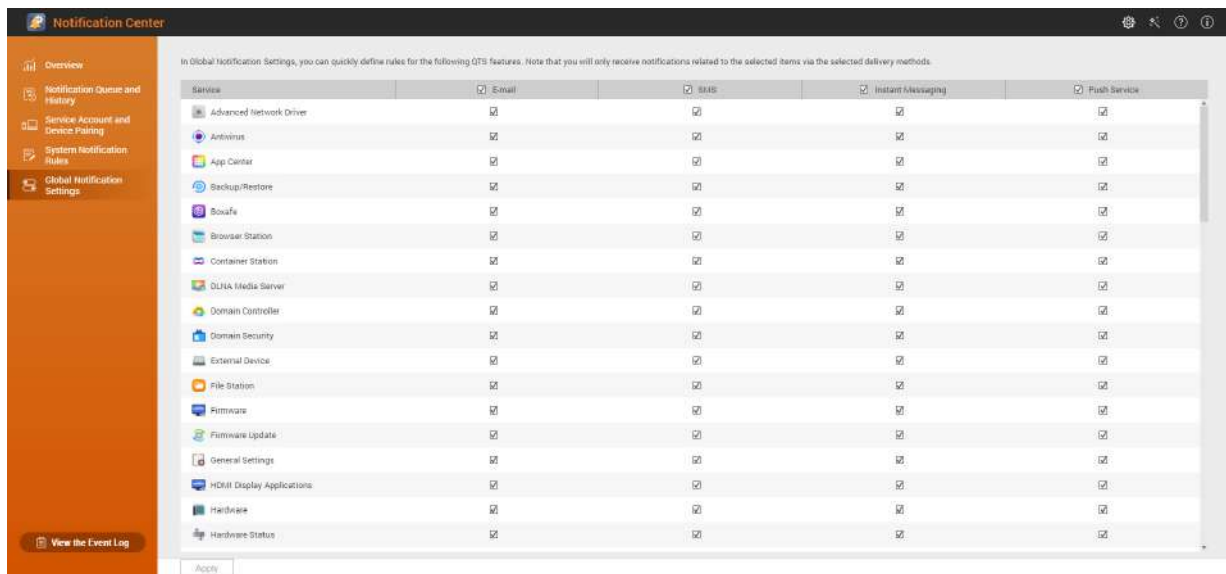 Notification Center
Overview
Notification Queue and
History
Service Account and
Device Pairing
System Notification
Rules
Global Notification
Settings
View the Event Log
In Global Notification Settings, you can quickly define rules for the following QTS features. Note that you will only receive notifications related to the selected items via the selected delivery methods.
Service E-mail SMS Instant Messaging Push Service
Advanced Network Driver
Antivirus
App Center
Backup/Restore
Boxafe
Browser Station
Container Station
DLNA Media Server
Domain Controller
Domain Security
External Device
File Station
Firmware
Firmware Update
General Settings
HDMI Display Applications
Hardware
Hardware Status
Apply